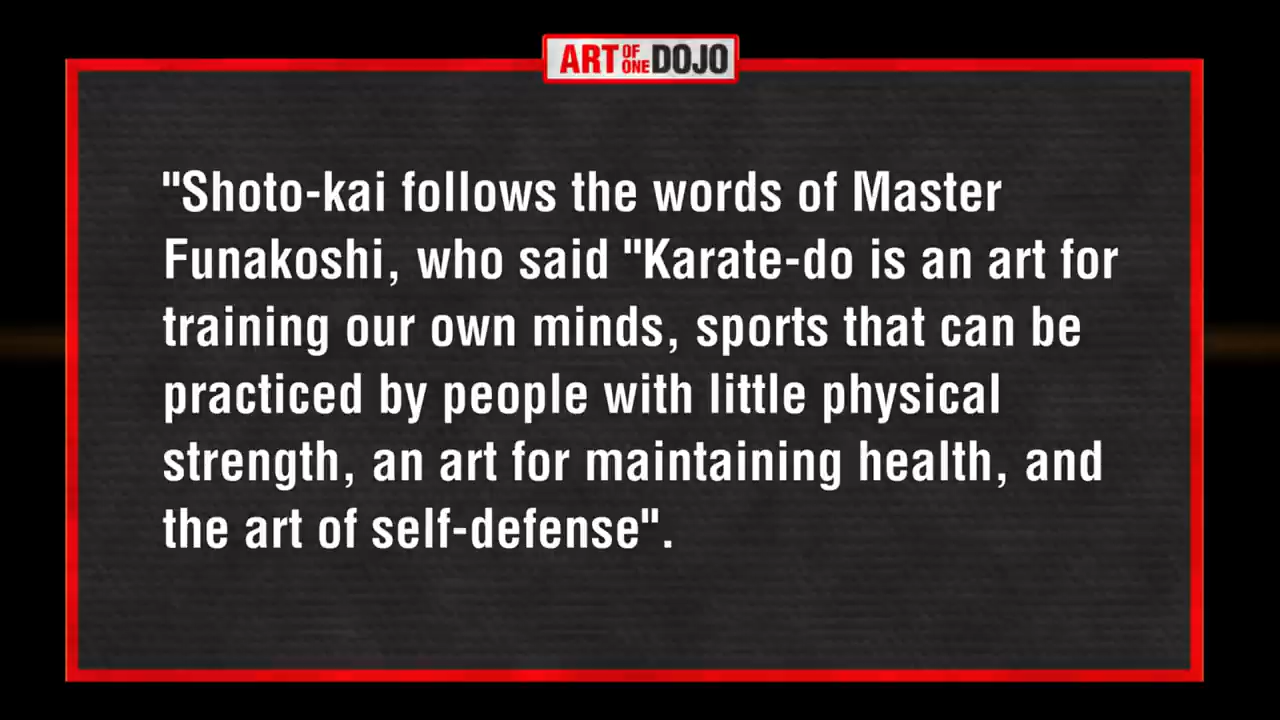 ART OF ONE DOJO
"Shoto-kai follows the words of Master
Funakoshi, who said "Karate-do is an art for
training our own minds, sports that can be
practiced by people with little physical
strength, an art for maintaining health, and
the art of self-defense".